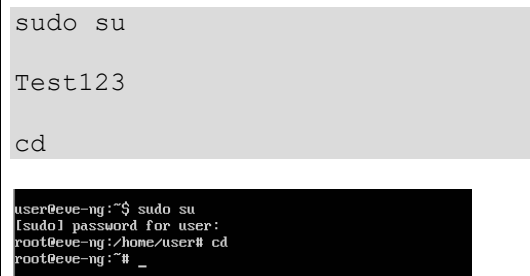 sudo su
Test123
cd
user@eve-ng:~$ sudo su
[sudo] password for user:
root@eve-ng:/home/user# cd
root@eve-ng:~# _